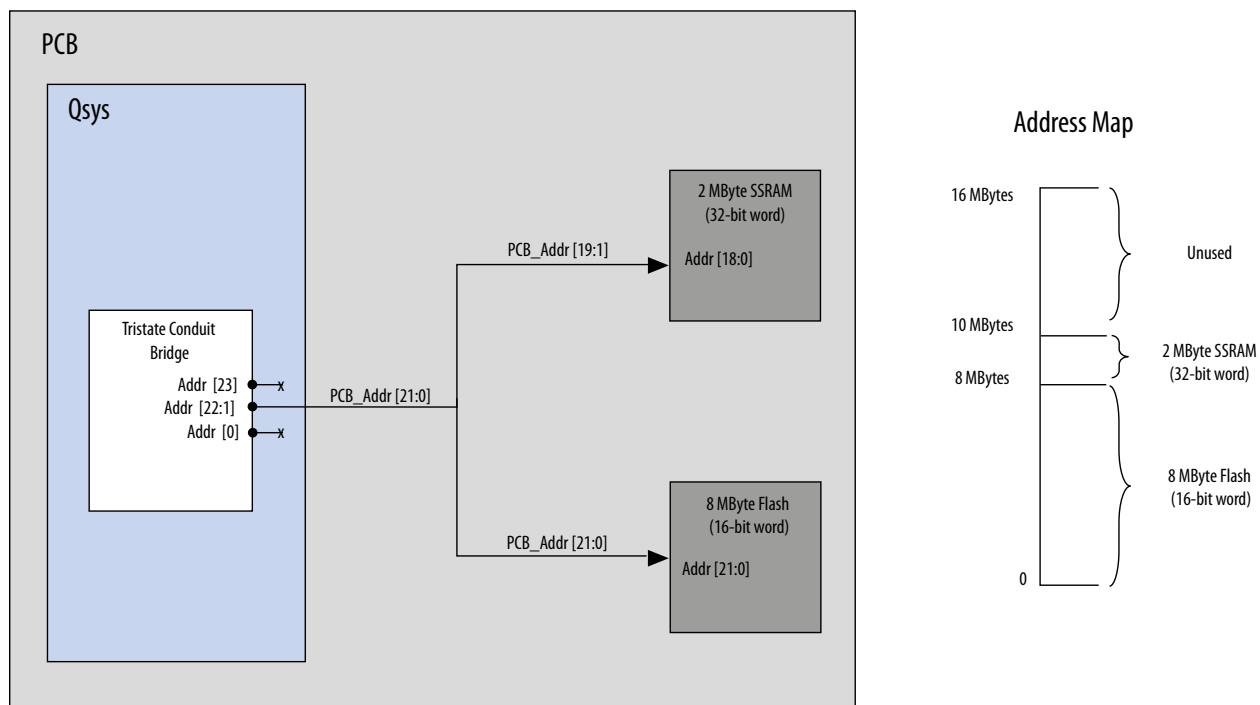 PCB
Qsys
Tristate Conduit
Bridge
Addr [23]
x
Addr [22:1]
Addr [0]
x
PCB_Addr [21:0]
PCB_Addr [19:1]
2 MByte SSRAM
(32-bit word)
Addr [18:0]
PCB_Addr [21:0]
8 MByte Flash
(16-bit word)
Addr [21:0]
Address Map
16 MBytes
Unused
10 MBytes
2 MByte SSRAM
(32-bit word)
8 MBytes
8 MByte Flash
(16-bit word)
0